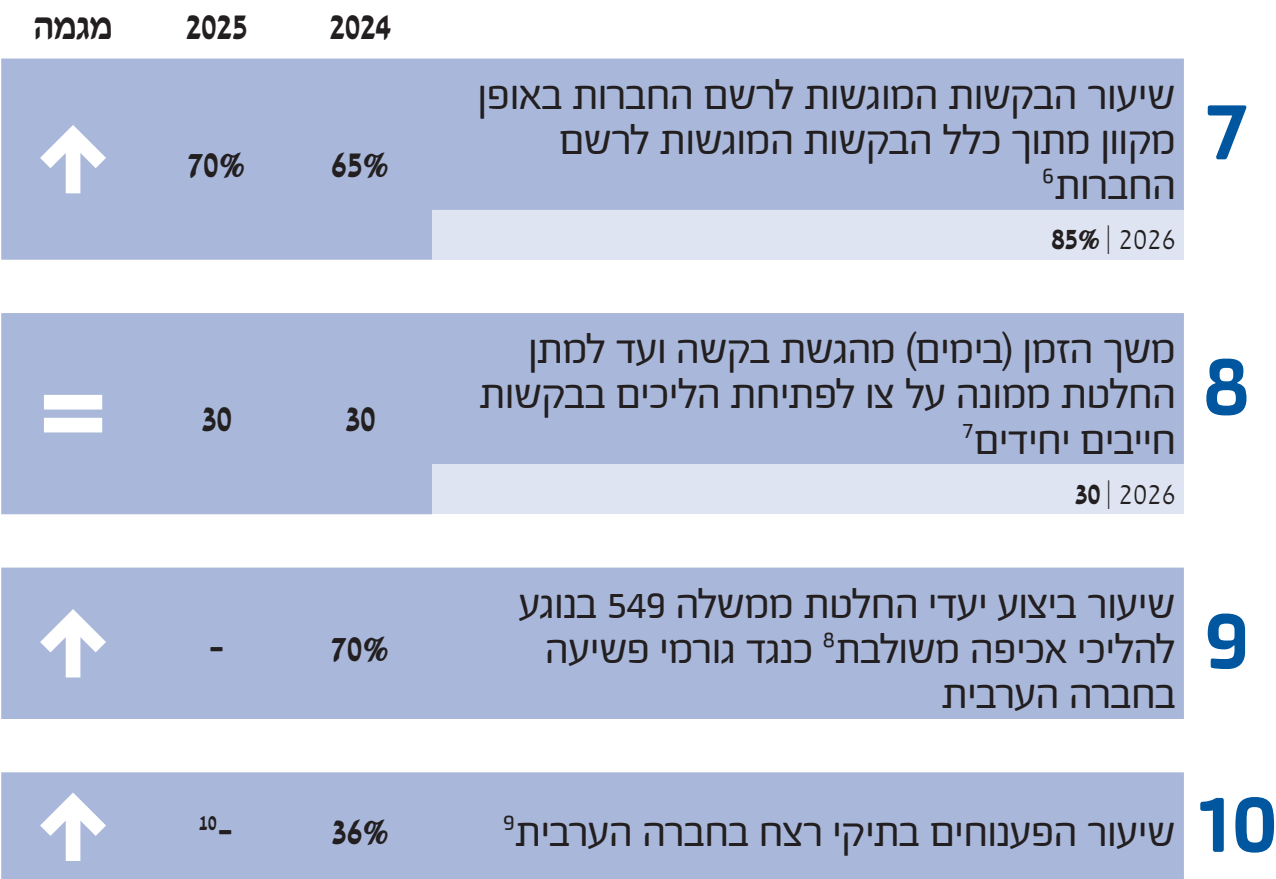 2024 2025 מגמה
7
שיעור הבקשות המוגשות לרשם החברות באופן
מקוון מתוך כלל הבקשות המוגשות לרשם
החברות⁶
65% 70%
2026 | 85%
8
משך הזמן (בימים) מהגשת בקשה ועד למתן
החלטת ממונה על צו לפתיחת הליכים בבקשות
חייבים יחידים⁷
30 30
2026 | 30
9
שיעור ביצוע יעדי החלטת ממשלה 549 בנוגע
להליכי אכיפה משולבת⁸ כנגד גורמי פשיעה
בחברה הערבית
70% -
10
שיעור הפענוחים בתיקי רצח בחברה הערבית⁹
36% -¹⁰